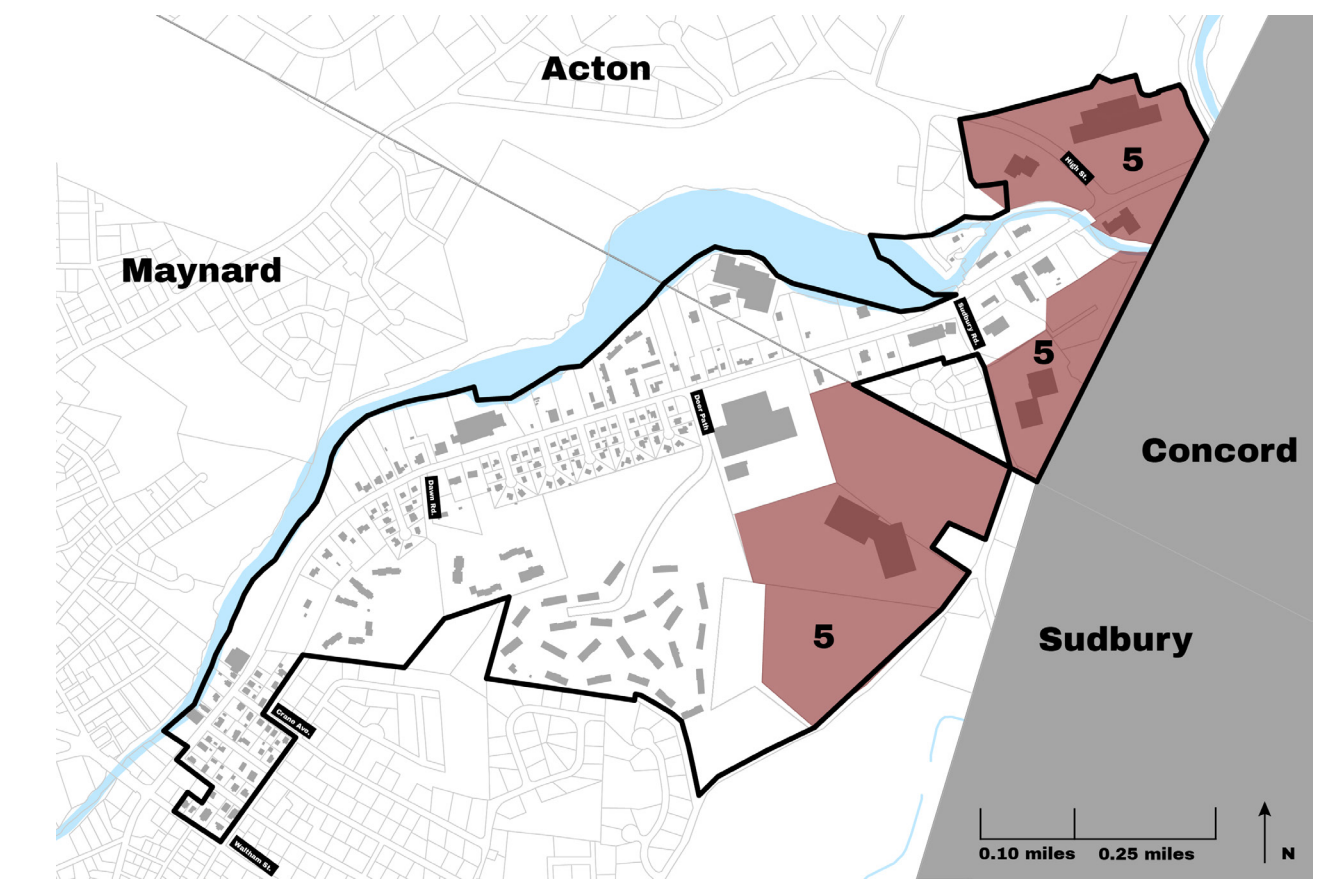 Acton
5
High St.
Maynard
Sudbury Rd.
5
Deer Path
Concord
Dawn Rd.
5
Sudbury
Crane Ave.
Waltham St.
0.10 miles 0.25 miles
N